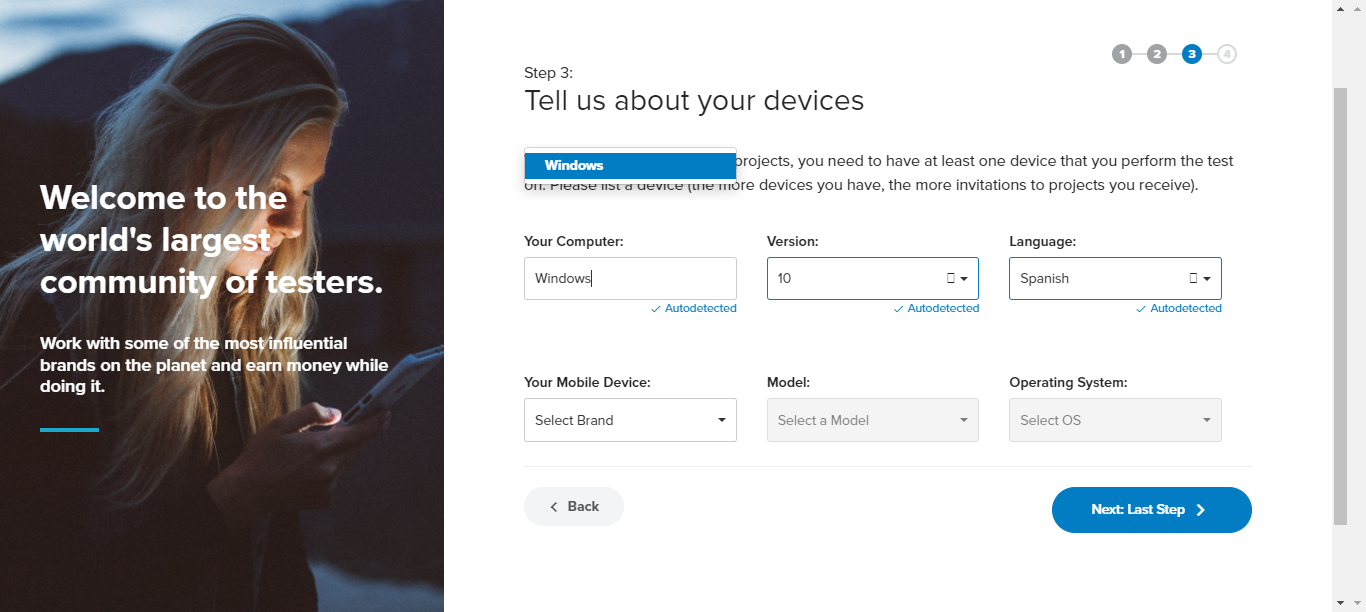 Welcome to the
world's largest
community of testers.
Work with some of the most influential
brands on the planet and earn money while
doing it.
1 2 3 4
Step 3:
Tell us about your devices
Windows
projects, you need to have at least one device that you perform the test
on. Please list a device (the more devices you have, the more invitations to projects you receive).
Your Computer: Version: Language:
Windows 10 Spanish
Autodetected Autodetected Autodetected
Your Mobile Device: Model: Operating System:
Select Brand Select a Model Select OS
Back Next: Last Step